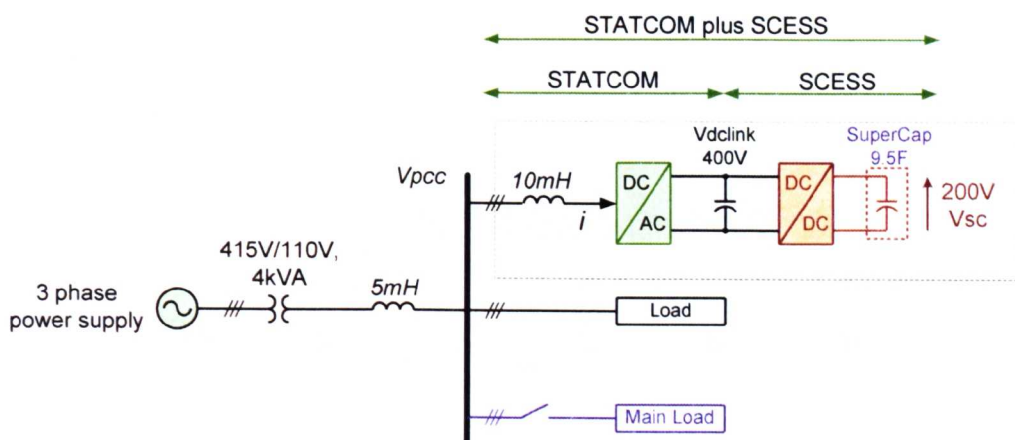 STATCOM plus SCESS
STATCOM
SCESS
Vdclink
400V
SuperCap
9.5F
Vpcc
10mH
i
DC
AC
DC
DC
200V
Vsc
415V/110V,
4kVA
5mH
3 phase
power supply
Load
Main Load